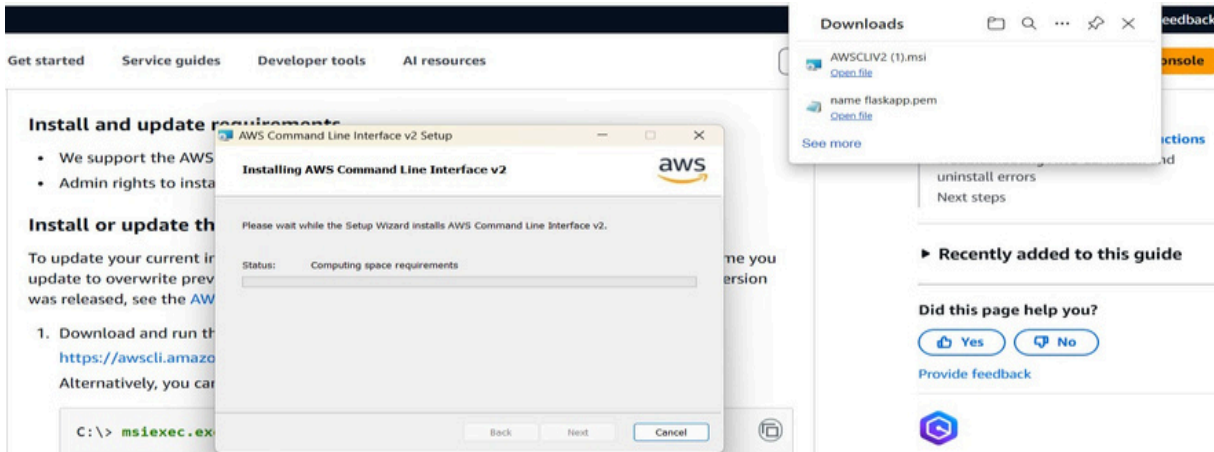 Downloads
eedback
AWSCLIV2 (1).msi
Open file
name flaskapp.pem
Open file
See more
Get started Service guides Developer tools AI resources
onsole
Install and update requirements
We support the AWS
Admin rights to insta
Install or update th
To update your current in
me you
update to overwrite prev
ersion
was released, see the AW
1. Download and run th
https://awscli.amazo
Alternatively, you can
C:\> msiexec.ex
AWS Command Line Interface v2 Setup
Installing AWS Command Line Interface v2
aws
Please wait while the Setup Wizard installs AWS Command Line Interface v2.
Status: Computing space requirements
Back Next Cancel
ctions
nd
uninstall errors
Next steps
Recently added to this guide
Did this page help you?
Yes No
Provide feedback